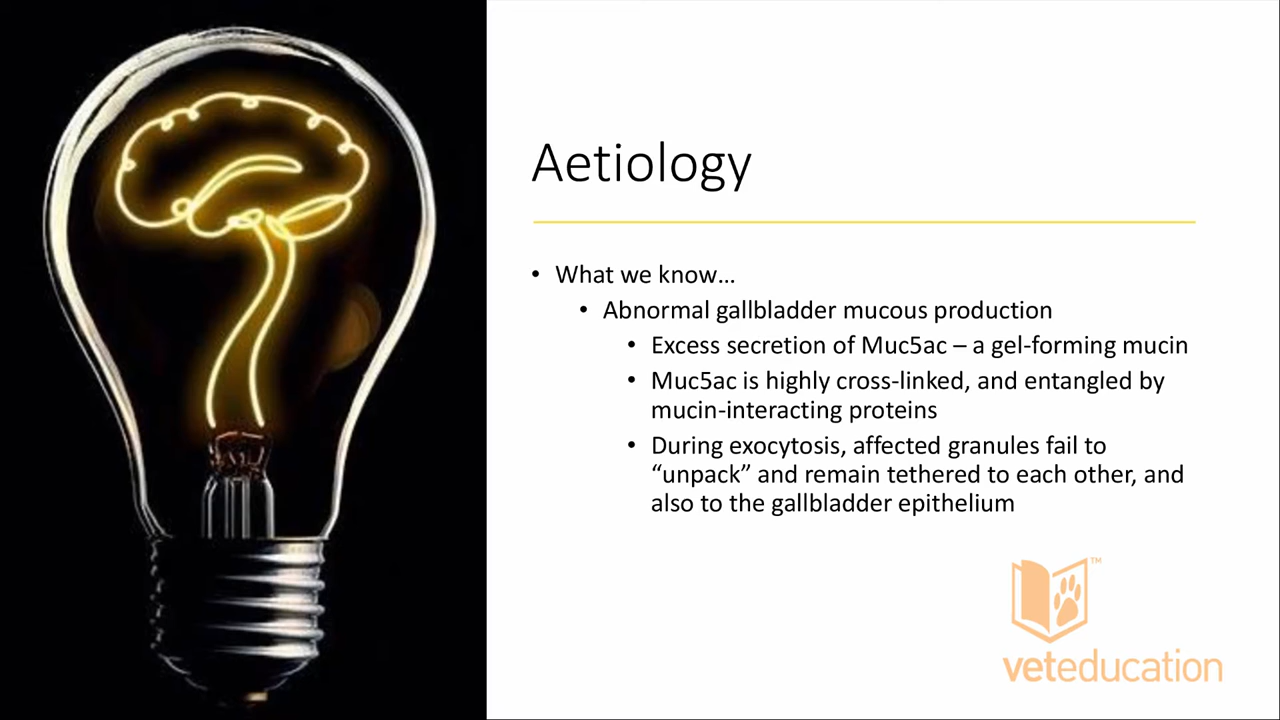 Aetiology
• What we know…
• Abnormal gallbladder mucous production
• Excess secretion of Muc5ac – a gel-forming mucin
• Muc5ac is highly cross-linked, and entangled by
mucin-interacting proteins
• During exocytosis, affected granules fail to
“unpack” and remain tethered to each other, and
also to the gallbladder epithelium
TM
veteducation